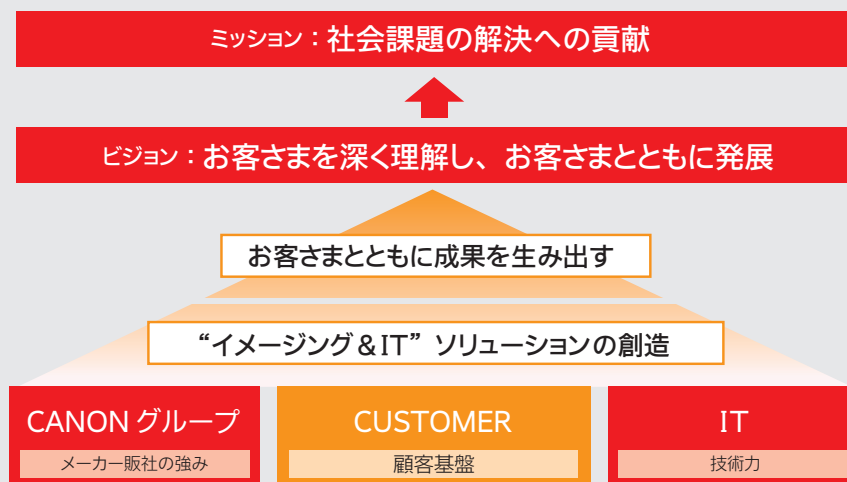 ミッション：社会課題の解決への貢献
ビジョン：お客さまを深く理解し、お客さまとともに発展
お客さまとともに成果を生み出す
“イメージング＆IT”ソリューションの創造
CANON グループ
メーカー販社の強み
CUSTOMER
顧客基盤
IT
技術力